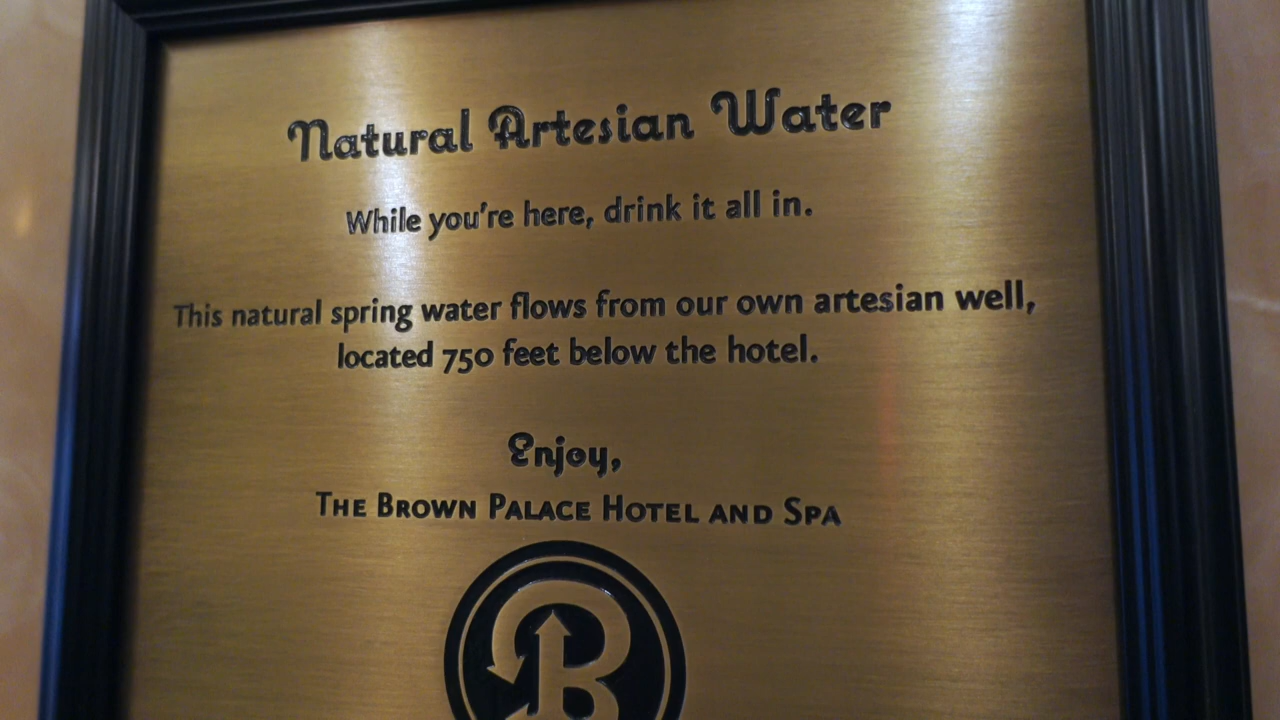 Natural Artesian Water
While you're here, drink it all in.
This natural spring water flows from our own artesian well,
located 750 feet below the hotel.
Enjoy,
The Brown Palace Hotel and Spa
B